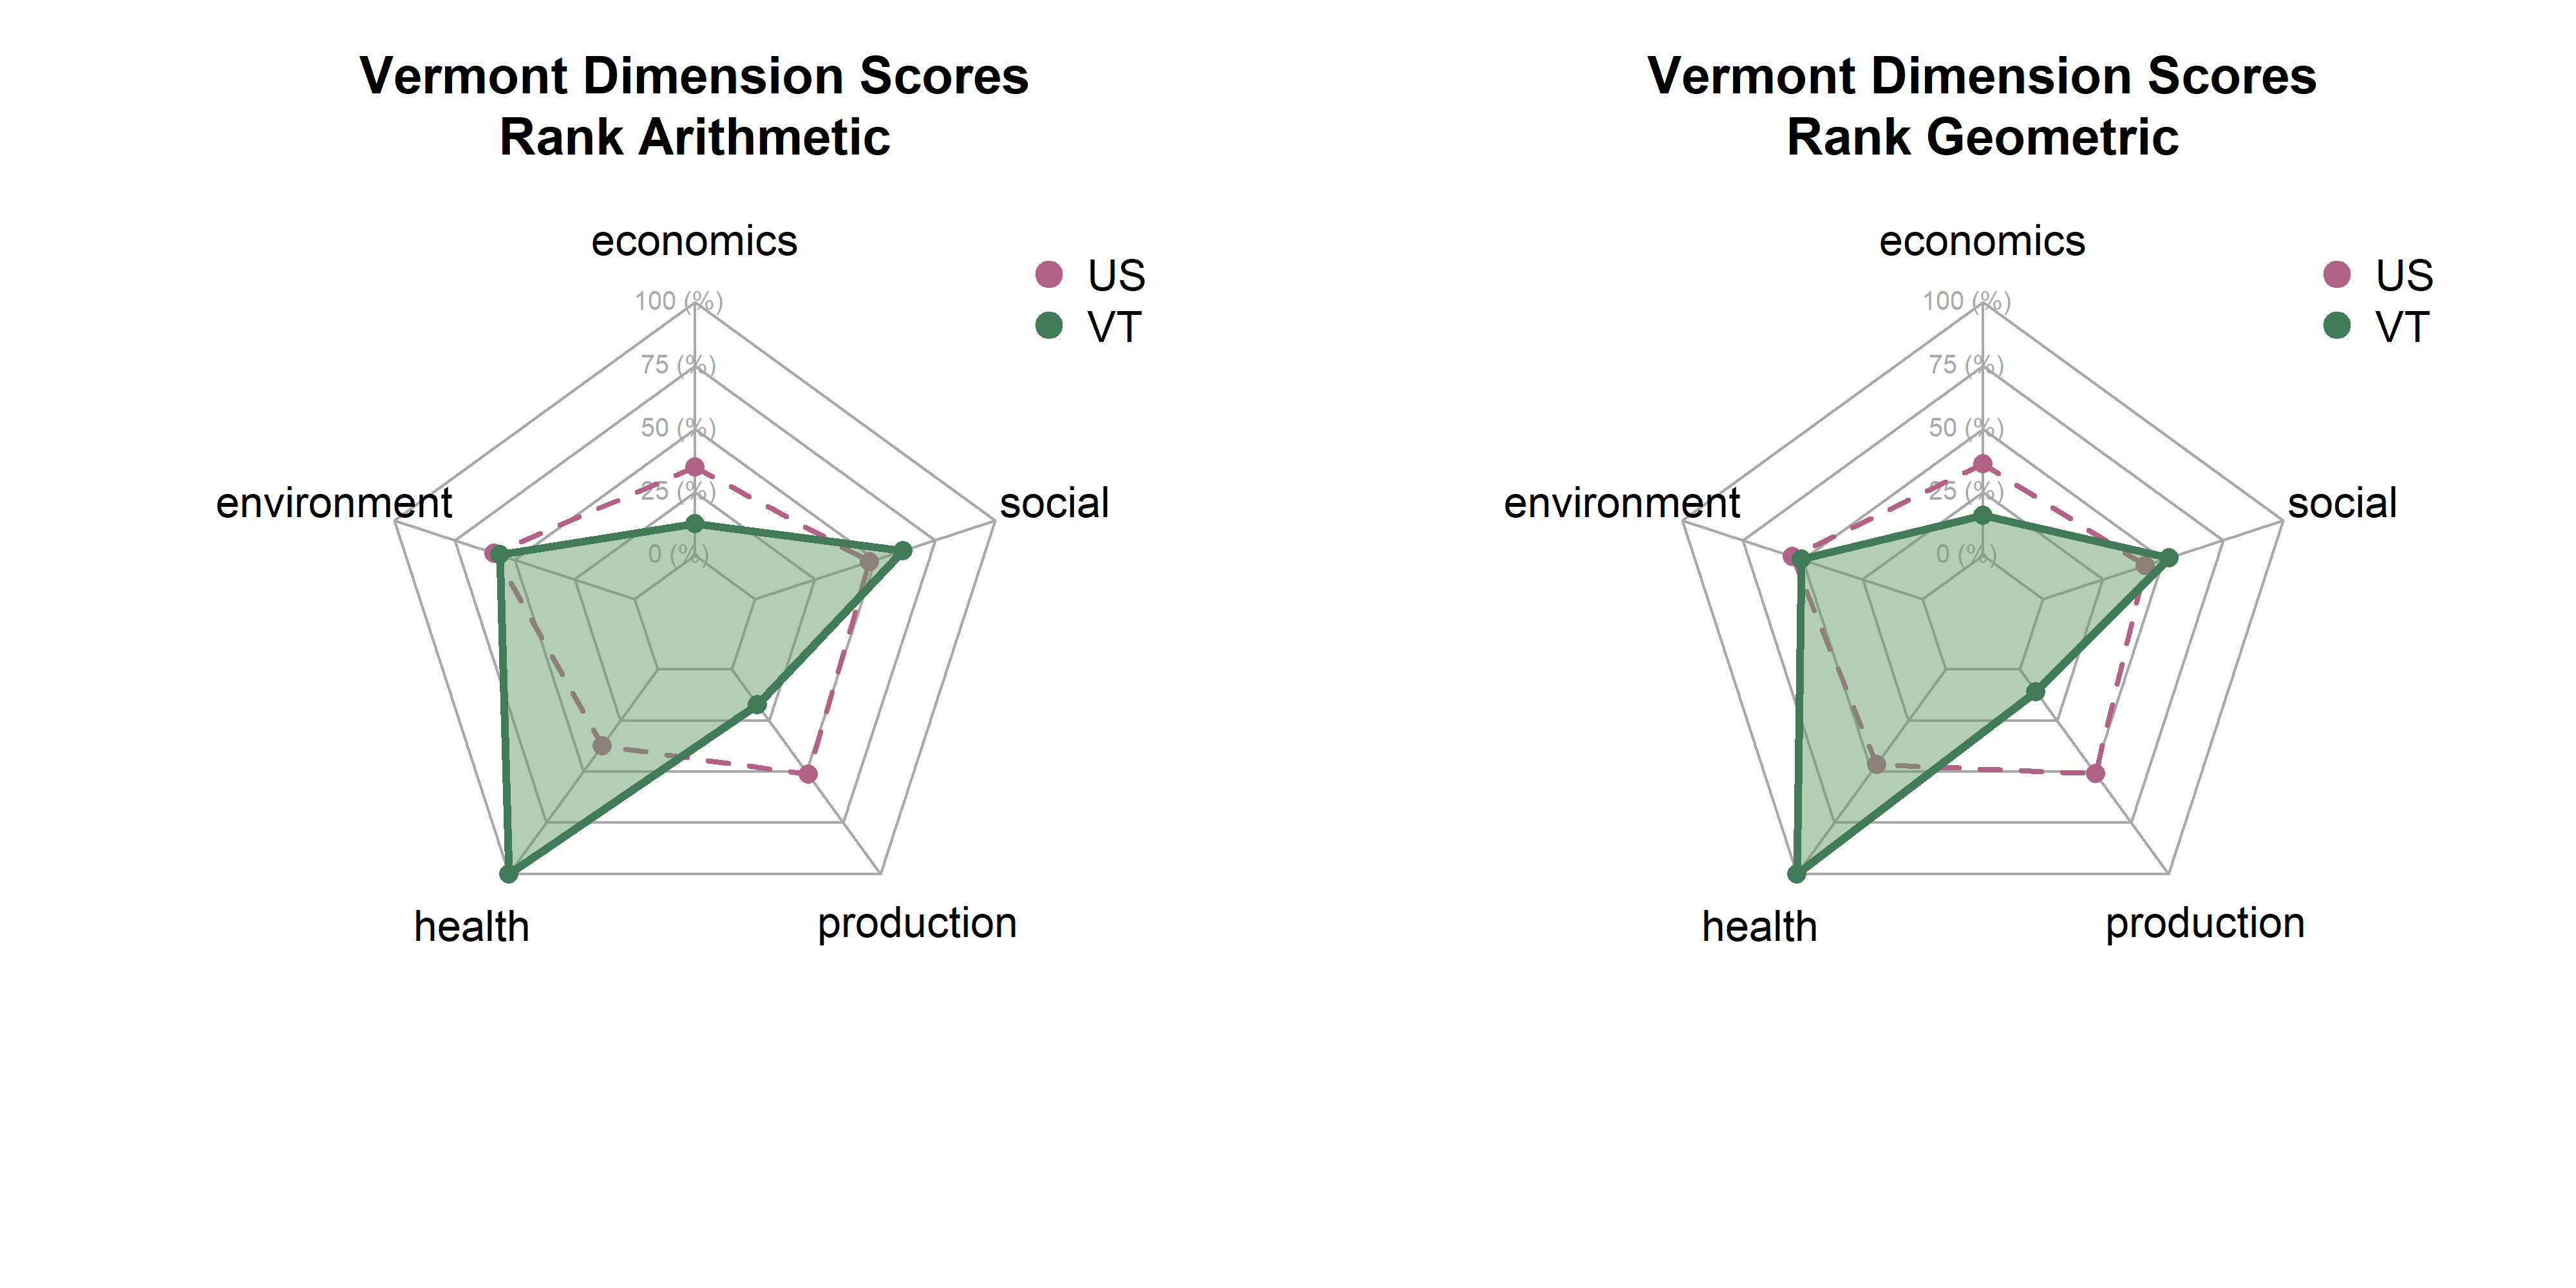 Vermont Dimension Scores
Rank Arithmetic
economics
US
VT
100 (%)
75 (%)
50 (%)
25 (%)
0 (%)
environment
social
health
production
Vermont Dimension Scores
Rank Geometric
economics
US
VT
100 (%)
75 (%)
50 (%)
25 (%)
0 (%)
environment
social
health
production